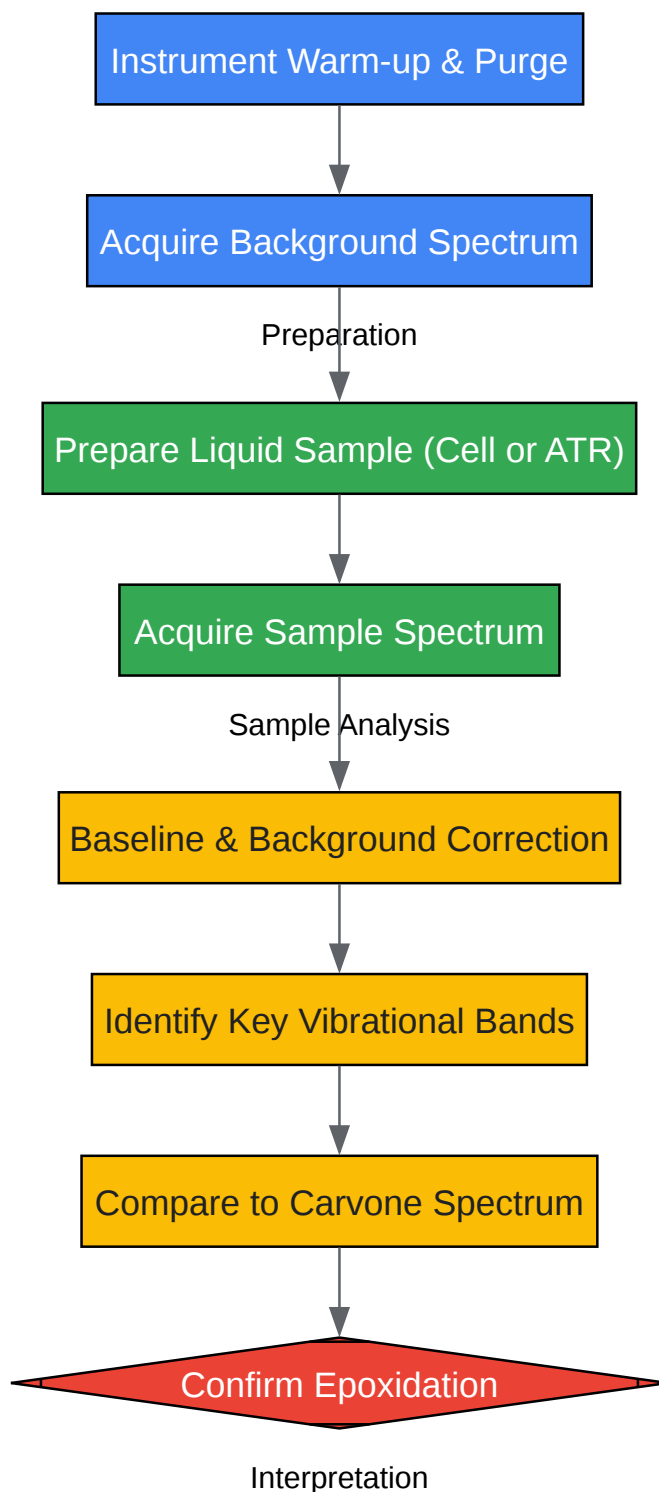 Instrument Warm-up & Purge
Acquire Background Spectrum
Preparation
Prepare Liquid Sample (Cell or ATR)
Acquire Sample Spectrum
Sample Analysis
Baseline & Background Correction
Identify Key Vibrational Bands
Compare to Carvone Spectrum
Confirm Epoxidation
Interpretation